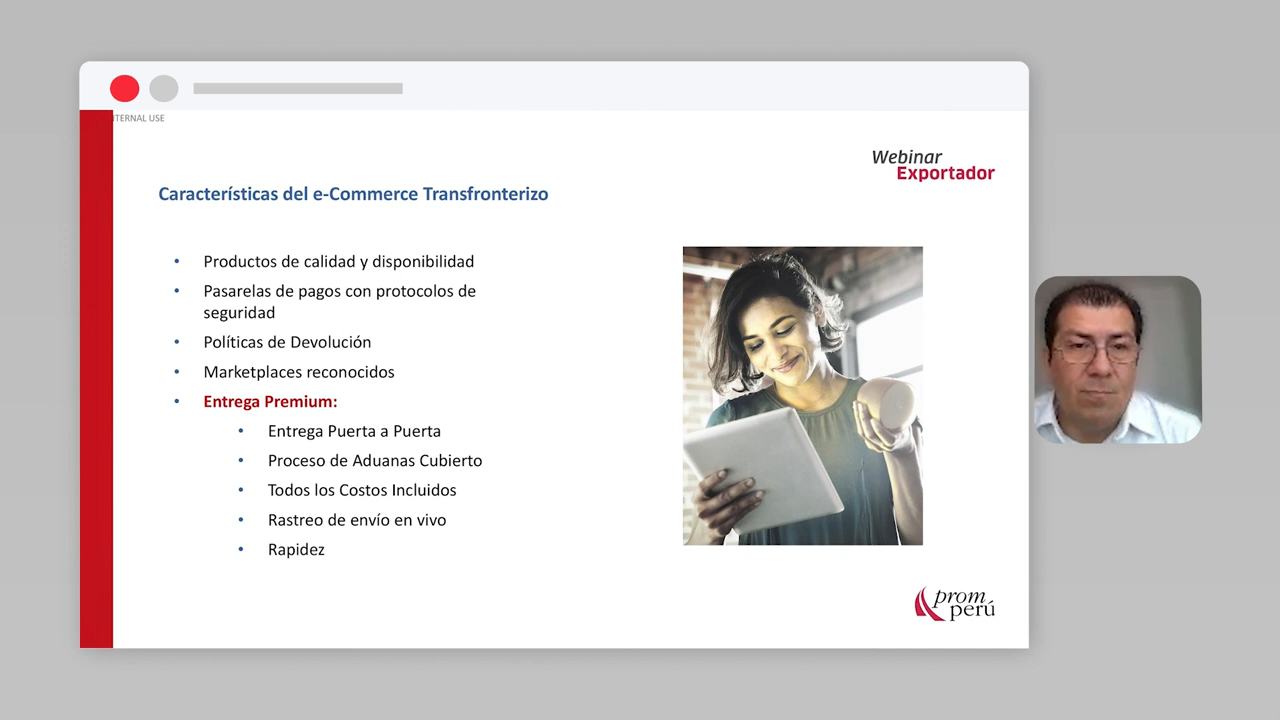 TERNAL USE
Webinar
Exportador
Características del e-Commerce Transfronterizo
• Productos de calidad y disponibilidad
• Pasarelas de pagos con protocolos de
seguridad
• Políticas de Devolución
• Marketplaces reconocidos
• Entrega Premium:
• Entrega Puerta a Puerta
• Proceso de Aduanas Cubierto
• Todos los Costos Incluidos
• Rastreo de envío en vivo
• Rapidez
prom
perú